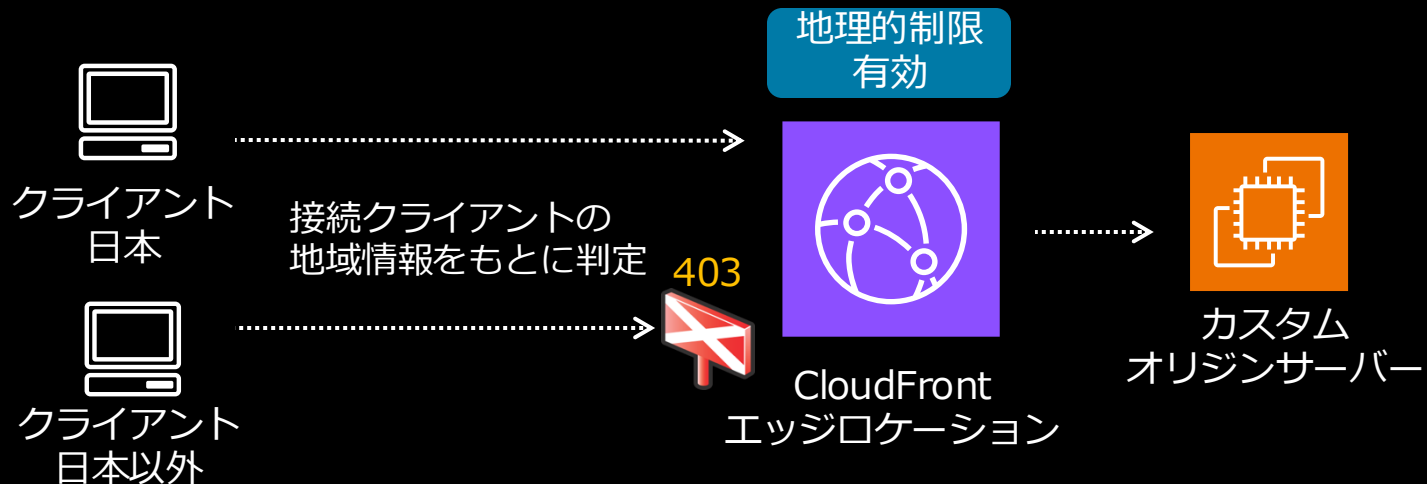 地理的制限
有効
クライアント
日本
接続クライアントの
地域情報をもとに判定
403
クライアント
日本以外
CloudFront
エッジロケーション
カスタム
オリジンサーバー